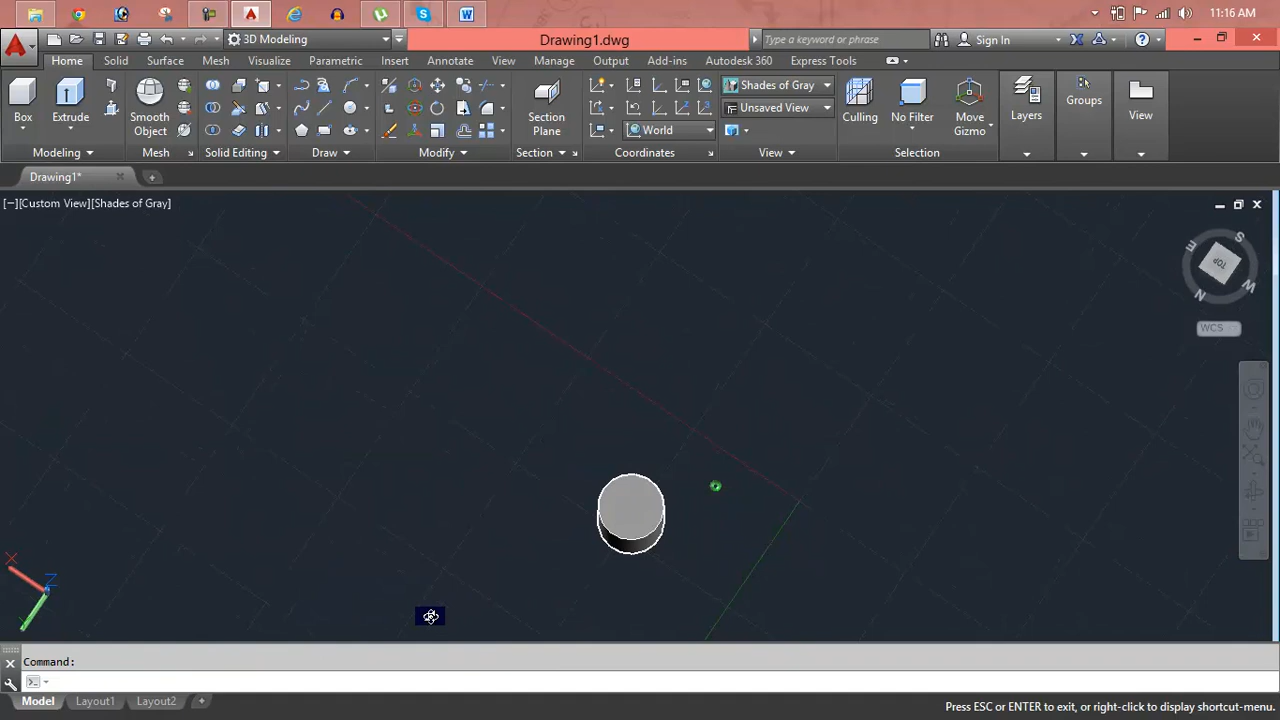 11:16 AM
3D Modeling
Drawing1.dwg
Type a keyword or phrase
Sign In
Home Solid Surface Mesh Visualize Parametric Insert Annotate View Manage Output Add-ins Autodesk 360 Express Tools
Box
Extrude
Smooth
Object
Section
Plane
Shades of Gray
Unsaved View
World
Culling
No Filter
Move
Gizmo
Layers
Groups
View
Modeling
Mesh
Solid Editing
Draw
Modify
Section
Coordinates
View
Selection
Drawing1*
[−][Custom View][Shades of Gray]
S
E
TOP
W
N
WCS
X
Z
Command:
Model Layout1 Layout2
Press ESC or ENTER to exit, or right-click to display shortcut-menu.